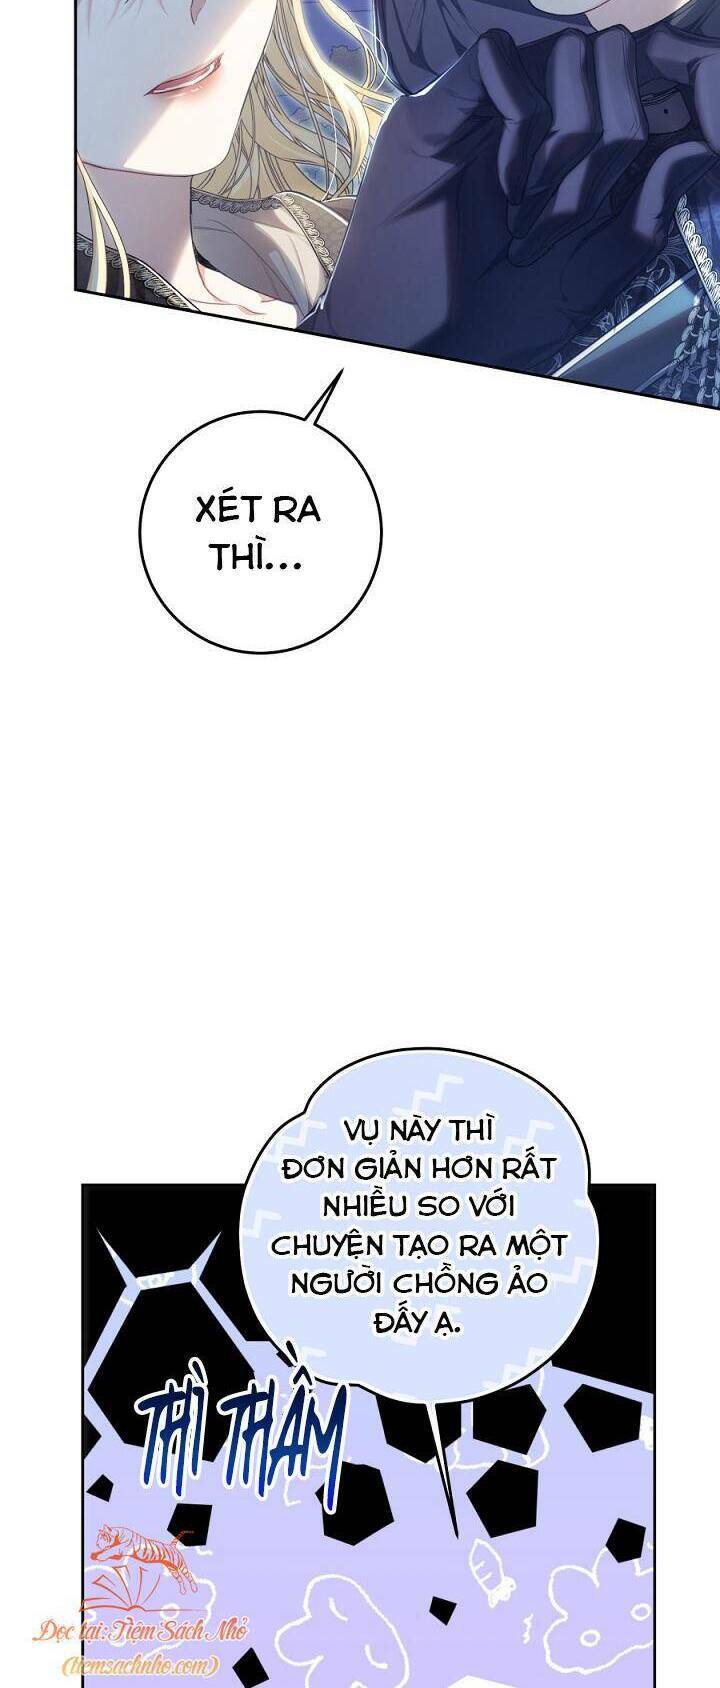 XÉT RA
THÌ...
VỤ NÀY THÌ
ĐƠN GIẢN HƠN RẤT
NHIỀU SO VỚI
CHUYỆN TẠO RA MỘT
NGƯỜI CHỒNG ẢO
ĐẤY Ạ.
THÌ THẦM
Đọc tại: Tiệm Sách Nhỏ
(tiemsachnho.com)